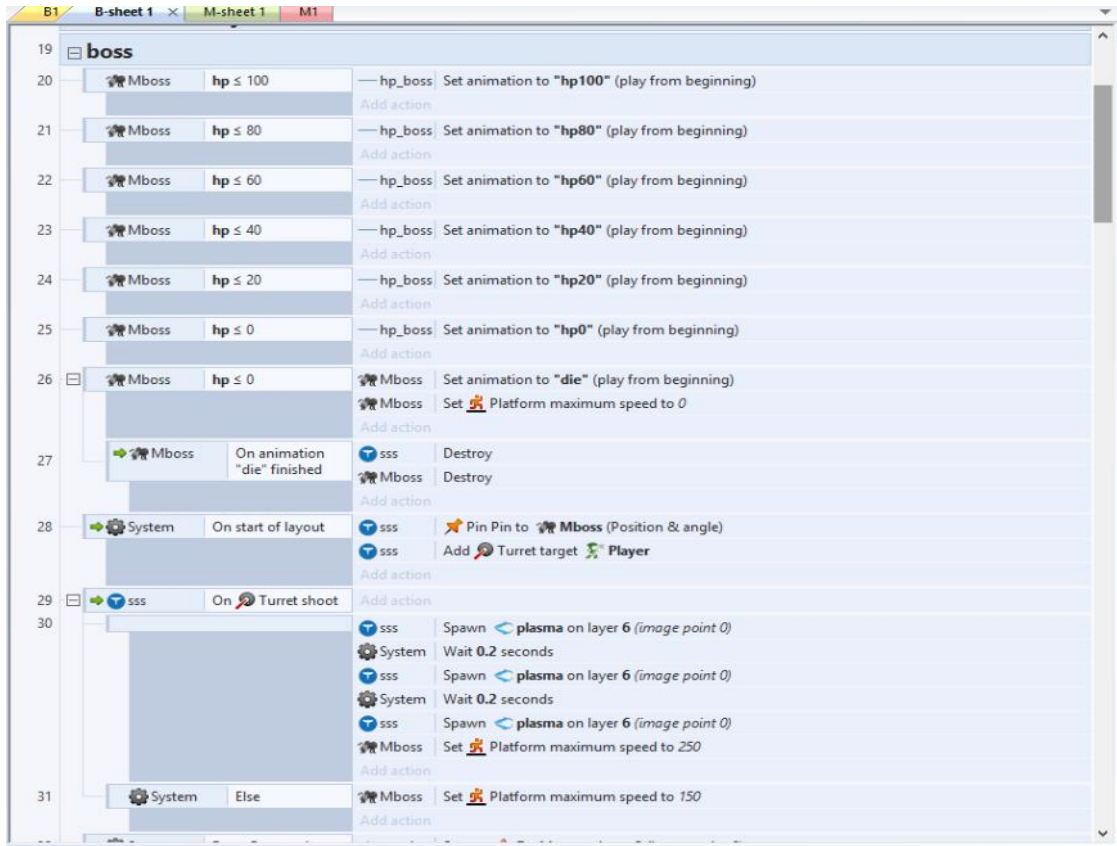 B1 B-sheet 1 × M-sheet 1 M1
19 boss
20 Mboss hp ≤ 100 hp_boss Set animation to "hp100" (play from beginning)
Add action
21 Mboss hp ≤ 80 hp_boss Set animation to "hp80" (play from beginning)
Add action
22 Mboss hp ≤ 60 hp_boss Set animation to "hp60" (play from beginning)
Add action
23 Mboss hp ≤ 40 hp_boss Set animation to "hp40" (play from beginning)
Add action
24 Mboss hp ≤ 20 hp_boss Set animation to "hp20" (play from beginning)
Add action
25 Mboss hp ≤ 0 hp_boss Set animation to "hp0" (play from beginning)
Add action
26 Mboss hp ≤ 0 Mboss Set animation to "die" (play from beginning)
Mboss Set Platform maximum speed to 0
Add action
27 Mboss On animation "die" finished sss Destroy
Mboss Destroy
Add action
28 System On start of layout sss Pin Pin to Mboss (Position & angle)
sss Add Turret target Player
Add action
29 sss On Turret shoot Add action
30 sss Spawn plasma on layer 6 (image point 0)
System Wait 0.2 seconds
sss Spawn plasma on layer 6 (image point 0)
System Wait 0.2 seconds
sss Spawn plasma on layer 6 (image point 0)
Mboss Set Platform maximum speed to 250
Add action
31 System Else Mboss Set Platform maximum speed to 150
Add action